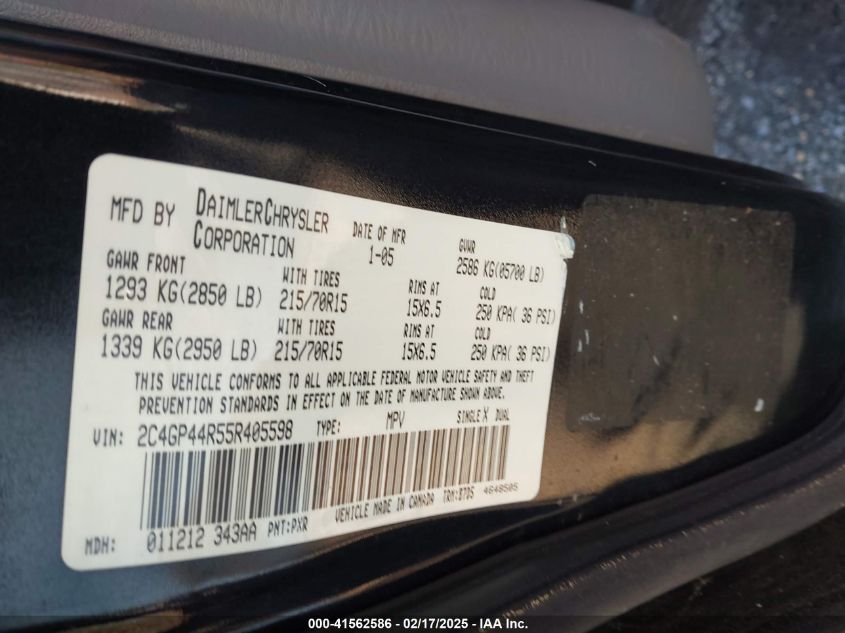 MFD BY DAIMLERCHRYSLER CORPORATION DATE OF MFR 1-05 GVWR 2586 KG(05700 LB)
GAWR FRONT WITH TIRES RIMS AT COLD
1293 KG(2850 LB) 215/70R15 15X6.5 250 KPA( 36 PSI)
GAWR REAR WITH TIRES RIMS AT COLD
1339 KG(2950 LB) 215/70R15 15X6.5 250 KPA( 36 PSI)
THIS VEHICLE CONFORMS TO ALL APPLICABLE FEDERAL MOTOR VEHICLE SAFETY AND THEFT
PREVENTION STANDARDS IN EFFECT ON THE DATE OF MANUFACTURE SHOWN ABOVE.
VIN: 2C4GP44R55R405598 TYPE: MPV SINGLE X DUAL
MDH: 011212 343AA PNT:PXR VEHICLE MADE IN CANADA TRM:B7D5 4648505
000-41562586 - 02/17/2025 - IAA Inc.